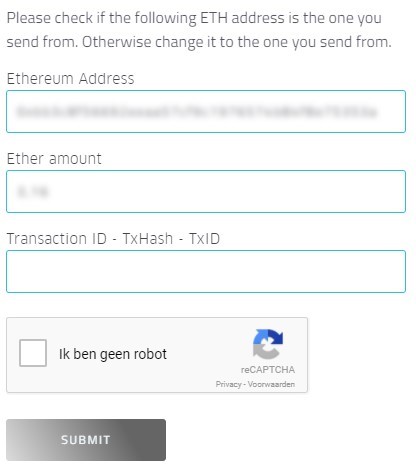 Please check if the following ETH address is the one you
send from. Otherwise change it to the one you send from.
Ethereum Address
Ether amount
Transaction ID - TxHash - TxID
Ik ben geen robot
reCAPTCHA
Privacy - Voorwaarden
SUBMIT